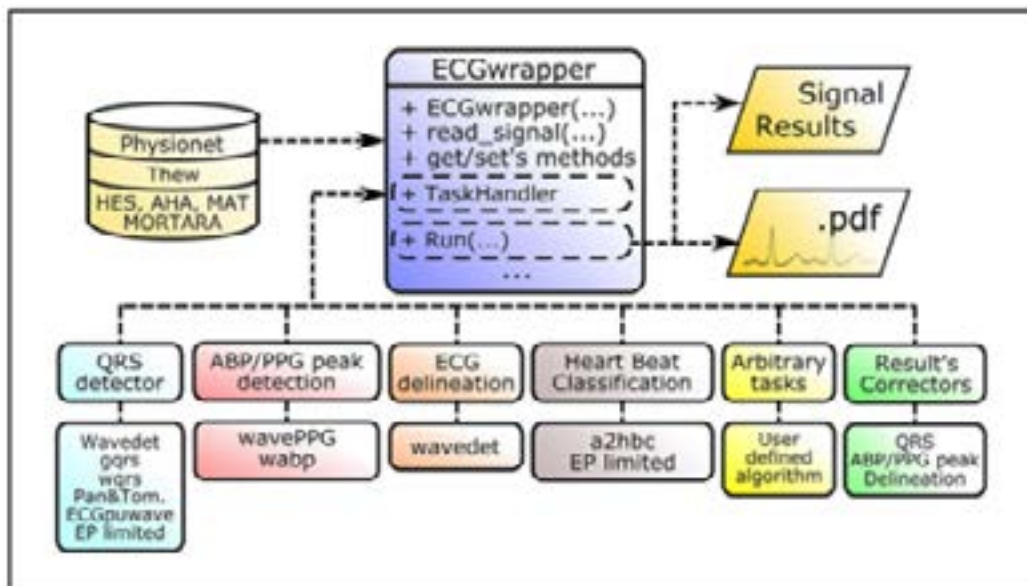 ECGwrapper
+ ECGwrapper(...)
+ read_signal(...)
+ get/set's methods
+ TaskHandler
+ Run(...)
...
Physionet
Thew
HES, AHA, MAT
MORTARA
Signal
Results
.pdf
QRS
detector
ABP/PPG peak
detection
ECG
delineation
Heart Beat
Classification
Arbitrary
tasks
Result's
Correctors
Wavedet
gqrs
wqrs
Pan&Tom.
ECGpuwave
EP limited
wavePPG
wabp
wavedet
a2hbc
EP limited
User
defined
algorithm
QRS
ABP/PPG peak
Delineation